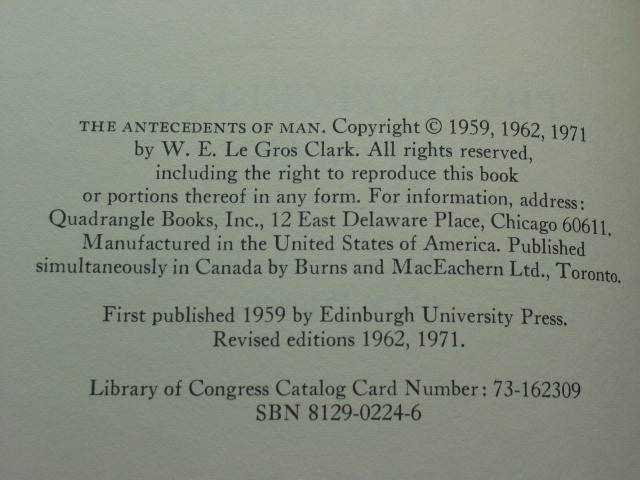 THE ANTECEDENTS OF MAN. Copyright © 1959, 1962, 1971
by W. E. Le Gros Clark. All rights reserved,
including the right to reproduce this book
or portions thereof in any form. For information, address:
Quadrangle Books, Inc., 12 East Delaware Place, Chicago 60611.
Manufactured in the United States of America. Published
simultaneously in Canada by Burns and MacEachern Ltd., Toronto.
First published 1959 by Edinburgh University Press.
Revised editions 1962, 1971.
Library of Congress Catalog Card Number: 73-162309
SBN 8129-0224-6